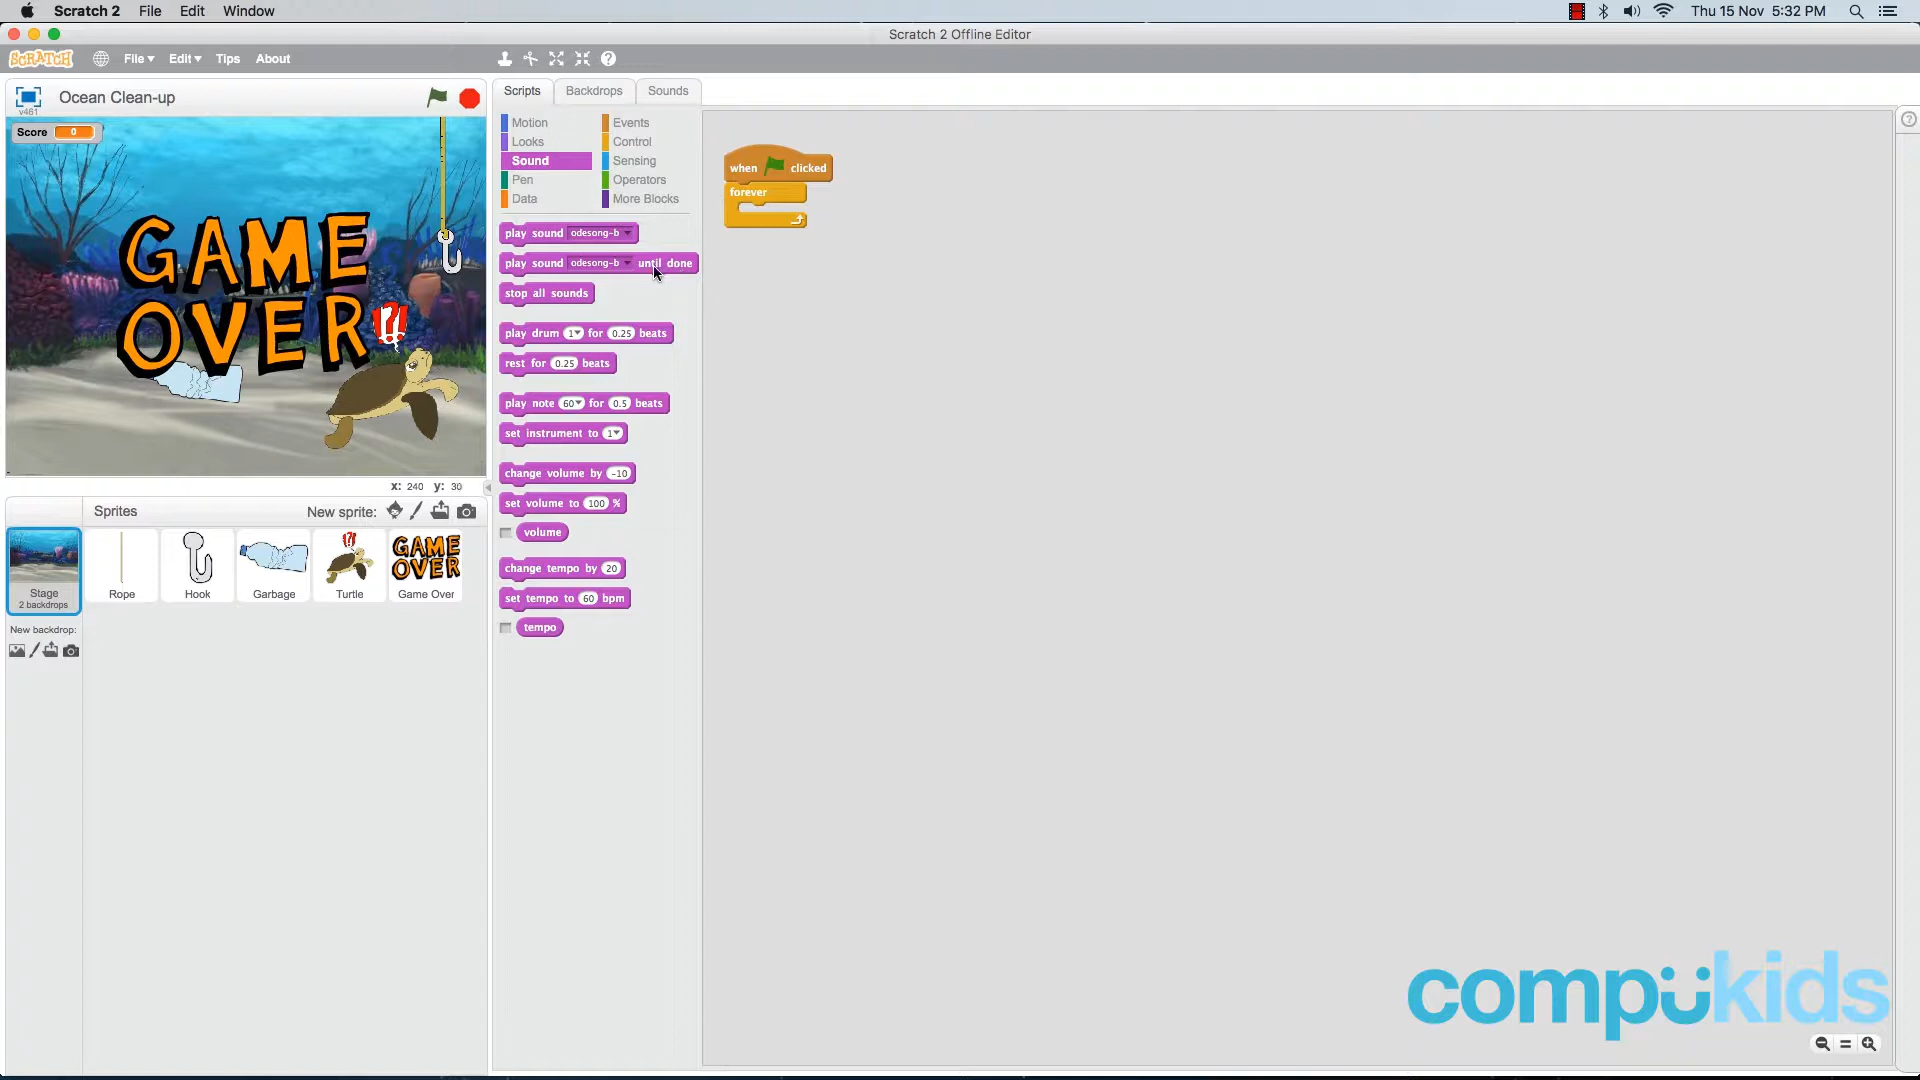 Scratch 2 File Edit Window
Thu 15 Nov 5:32 PM
Scratch 2 Offline Editor
SCRATCH File Edit Tips About
v461
Ocean Clean-up
Score 0
GAME
OVER
?!
x: 240 y: 30
Sprites New sprite:
Stage
2 backdrops
Rope
Hook
Garbage
?!
Turtle
GAME
OVER
Game Over
New backdrop:
Scripts Backdrops Sounds
Motion Events
Looks Control
Sound Sensing
Pen Operators
Data More Blocks
play sound odesong-b
play sound odesong-b until done
stop all sounds
play drum 1 for 0.25 beats
rest for 0.25 beats
play note 60 for 0.5 beats
set instrument to 1
change volume by -10
set volume to 100 %
volume
change tempo by 20
set tempo to 60 bpm
tempo
when clicked
forever
compükids